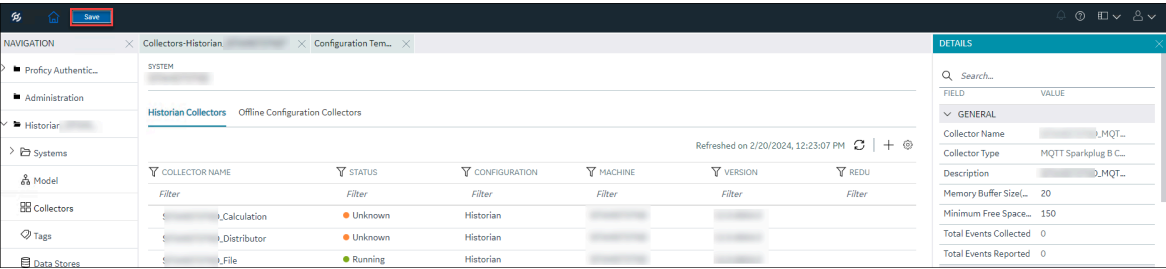 Save
NAVIGATION
Collectors-Historian
Configuration Tem...
DETAILS
Proficy Authentic...
Administration
Historian
Systems
Model
Collectors
Tags
Data Stores
SYSTEM
Historian Collectors Offline Configuration Collectors
Refreshed on 2/20/2024, 12:23:07 PM
COLLECTOR NAME STATUS CONFIGURATION MACHINE VERSION REDU
Filter Filter Filter Filter Filter Filter
_Calculation Unknown Historian
_Distributor Unknown Historian
_File Running Historian
Search...
FIELD VALUE
GENERAL
Collector Name _MQT...
Collector Type MQTT Sparkplug B C...
Description _MQT...
Memory Buffer Size(... 20
Minimum Free Space... 150
Total Events Collected 0
Total Events Reported 0